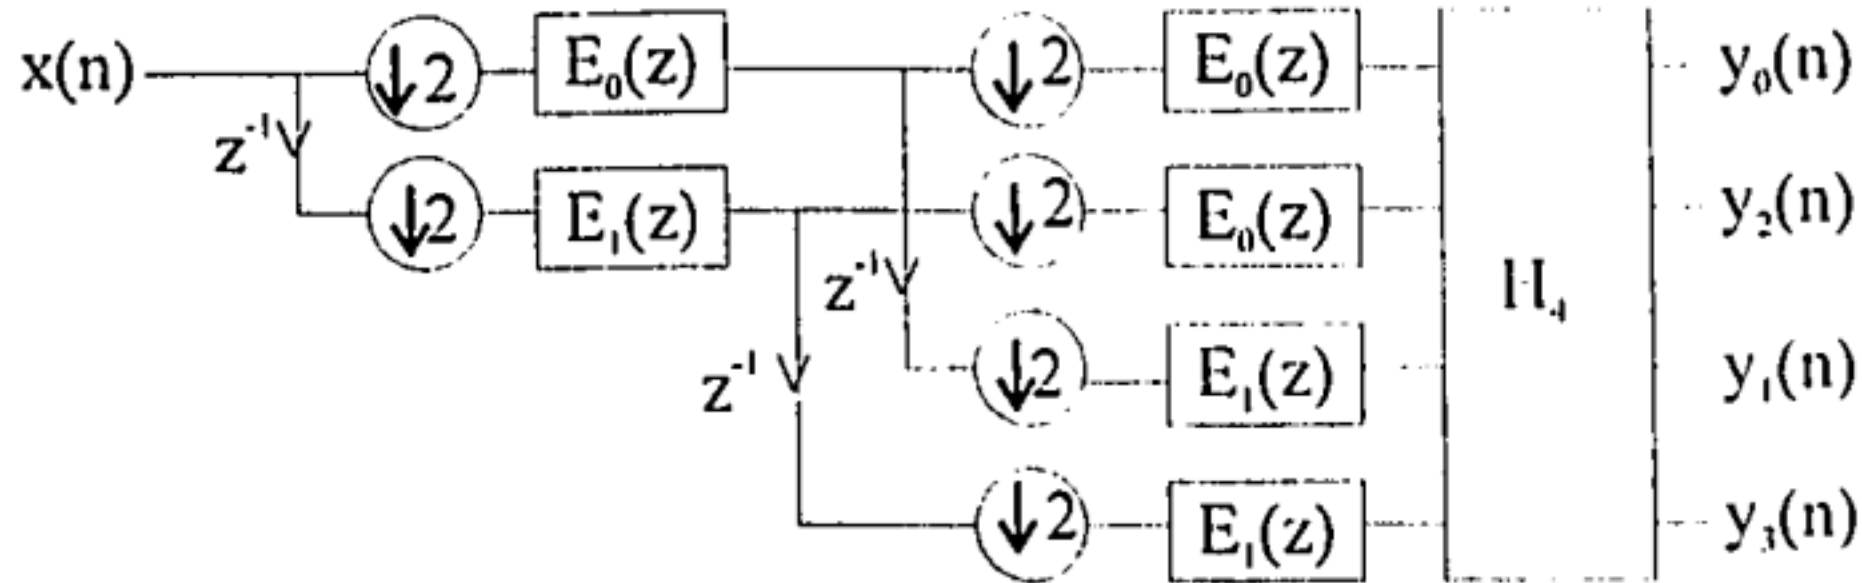 x(n) ↓2 E₀(z) ↓2 E₀(z) y₀(n)
z⁻¹
↓2 E₁(z) ↓2 E₀(z) y₂(n)
z⁻¹ H₄
z⁻¹ ↓2 E₁(z) y₁(n)
↓2 E₁(z) y₃(n)